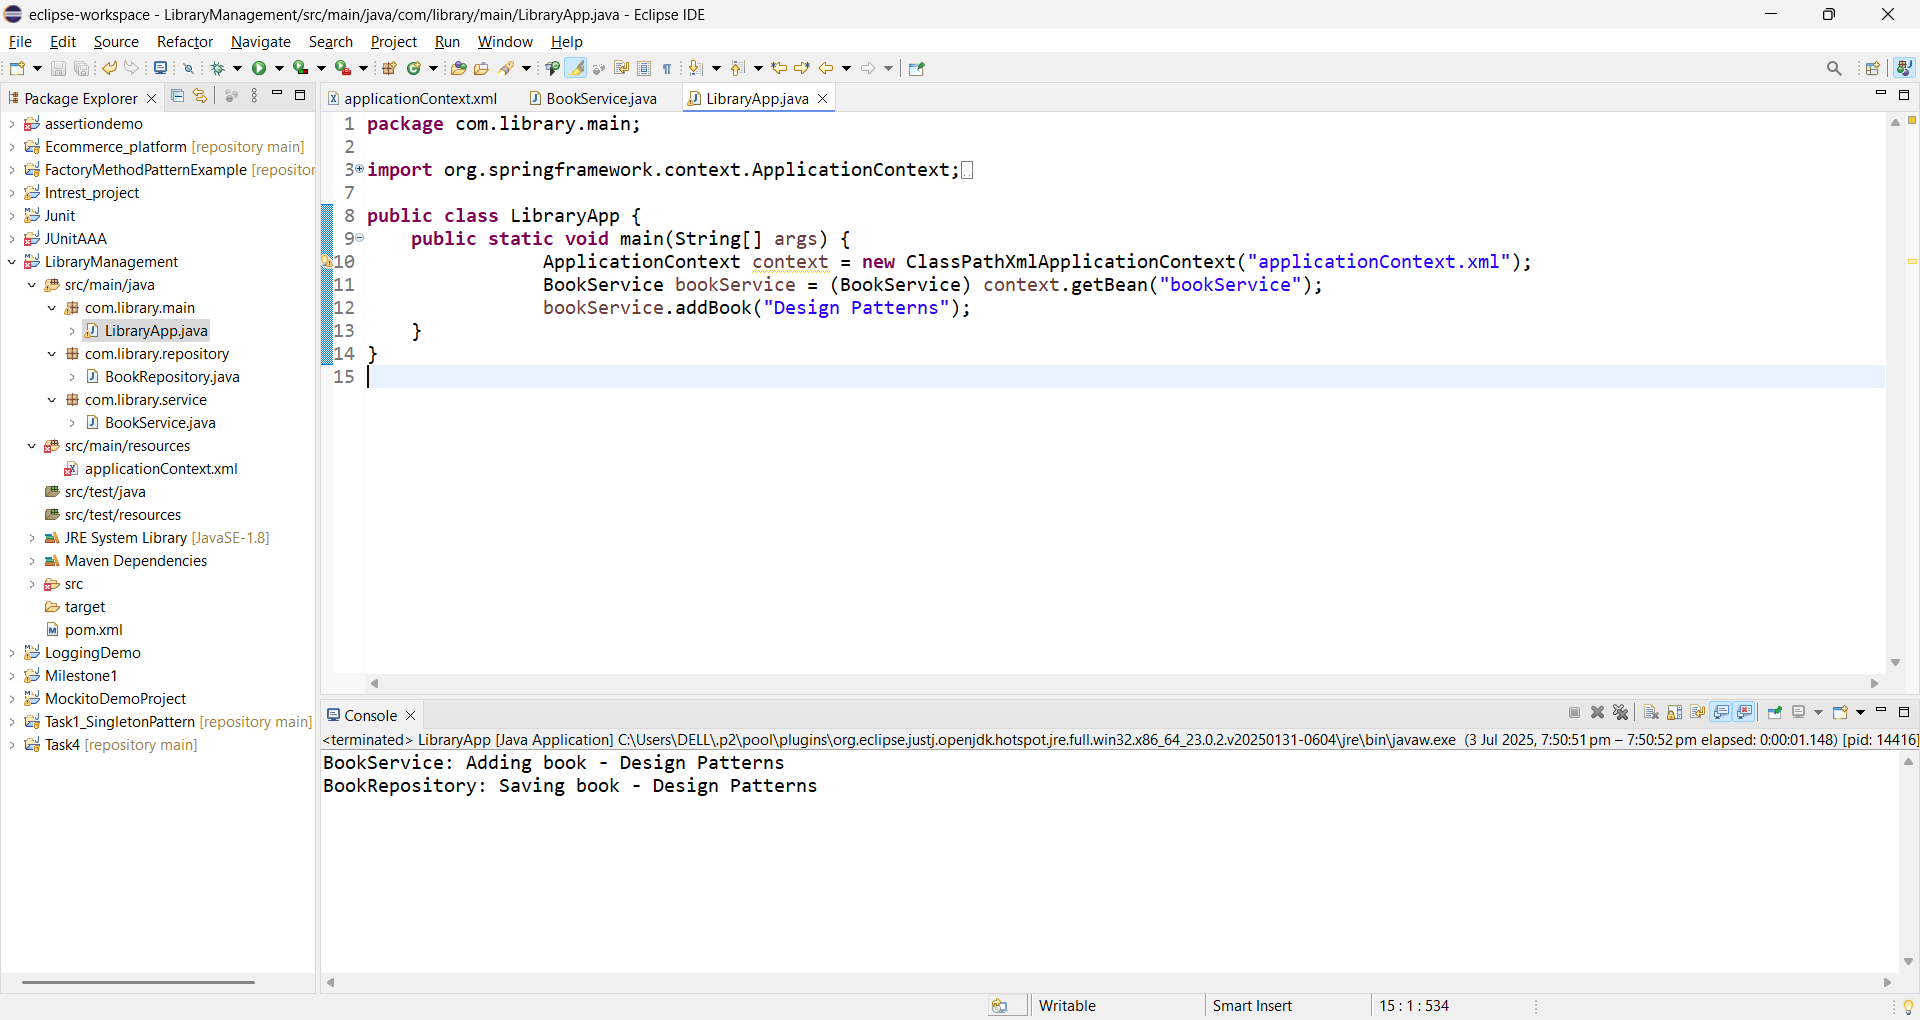 eclipse-workspace - LibraryManagement/src/main/java/com/library/main/LibraryApp.java - Eclipse IDE
File Edit Source Refactor Navigate Search Project Run Window Help
Package Explorer
assertiondemo
Ecommerce_platform [repository main]
FactoryMethodPatternExample [repositor
Intrest_project
Junit
JUnitAAA
LibraryManagement
src/main/java
com.library.main
LibraryApp.java
com.library.repository
BookRepository.java
com.library.service
BookService.java
src/main/resources
applicationContext.xml
src/test/java
src/test/resources
JRE System Library [JavaSE-1.8]
Maven Dependencies
src
target
pom.xml
LoggingDemo
Milestone1
MockitoDemoProject
Task1_SingletonPattern [repository main]
Task4 [repository main]
applicationContext.xml BookService.java LibraryApp.java
1 package com.library.main;
2
3 import org.springframework.context.ApplicationContext;
7
8 public class LibraryApp {
9 public static void main(String[] args) {
10 ApplicationContext context = new ClassPathXmlApplicationContext("applicationContext.xml");
11 BookService bookService = (BookService) context.getBean("bookService");
12 bookService.addBook("Design Patterns");
13 }
14 }
15
Console
<terminated> LibraryApp [Java Application] C:\Users\DELL\.p2\pool\plugins\org.eclipse.justj.openjdk.hotspot.jre.full.win32.x86_64_23.0.2.v20250131-0604\jre\bin\javaw.exe (3 Jul 2025, 7:50:51 pm – 7:50:52 pm elapsed: 0:00:01.148) [pid: 14416]
BookService: Adding book - Design Patterns
BookRepository: Saving book - Design Patterns
Writable Smart Insert 15 : 1 : 534